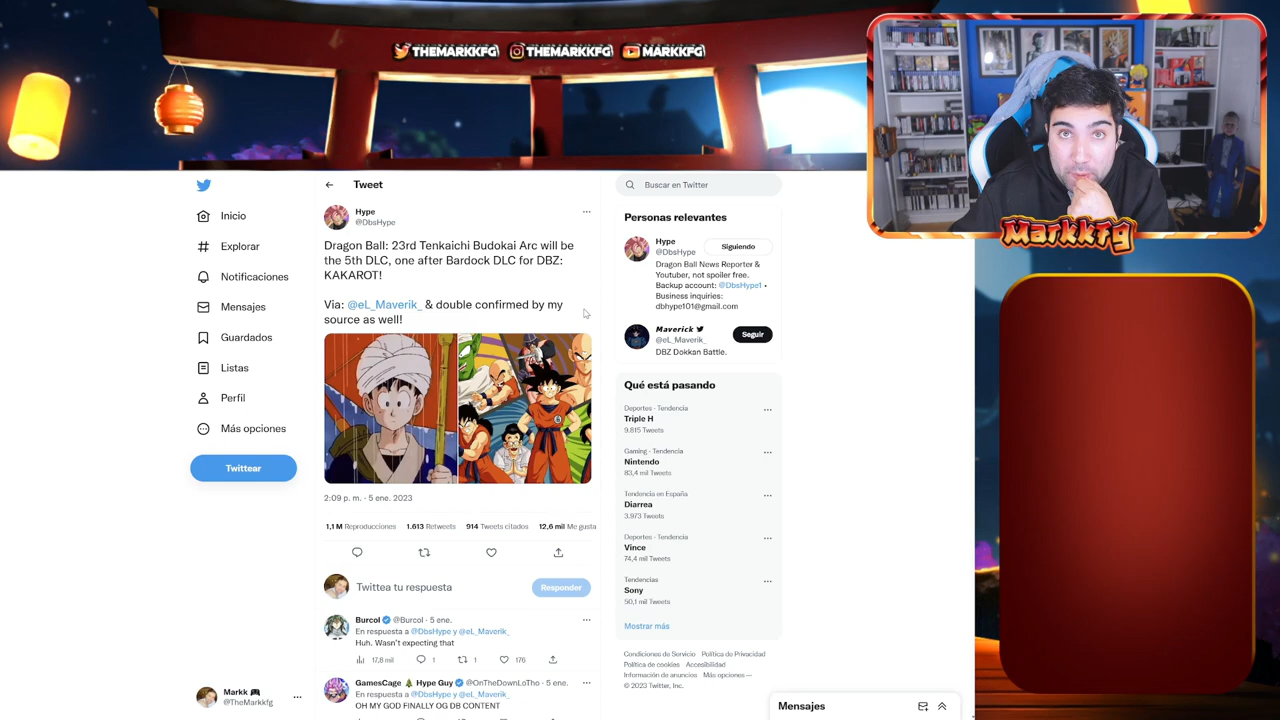 THEMARKKFG THEMARKKFG MARKKFG
Markkfg
Tweet
Buscar en Twitter
Inicio
Explorar
Notificaciones
Mensajes
Guardados
Listas
Perfil
Más opciones
Twittear
Markk
@TheMarkkfg
Hype
@DbsHype
Dragon Ball: 23rd Tenkaichi Budokai Arc will be
the 5th DLC, one after Bardock DLC for DBZ:
KAKAROT!
Via: @eL_Maverik_ & double confirmed by my
source as well!
2:09 p. m. · 5 ene. 2023
1,1 M Reproducciones 1.613 Retweets 914 Tweets citados 12,6 mil Me gusta
Twittea tu respuesta
Responder
Burcol @Burcol · 5 ene.
En respuesta a @DbsHype y @eL_Maverik_
Huh. Wasn't expecting that
17,8 mil 1 1 176
GamesCage Hype Guy @OnTheDownLoTho · 5 ene.
En respuesta a @DbsHype y @eL_Maverik_
OH MY GOD FINALLY OG DB CONTENT
Personas relevantes
Hype
@DbsHype
Siguiendo
Dragon Ball News Reporter &
Youtuber, not spoiler free.
Backup account: @DbsHype1 •
Business inquiries:
dbhype101@gmail.com
Maverick
@eL_Maverik_
Seguir
DBZ Dokkan Battle.
Qué está pasando
Deportes · Tendencia
Triple H
9.815 Tweets
Gaming · Tendencia
Nintendo
83,4 mil Tweets
Tendencia en España
Diarrea
3.973 Tweets
Deportes · Tendencia
Vince
74,4 mil Tweets
Tendencias
Sony
50,1 mil Tweets
Mostrar más
Condiciones de Servicio Política de Privacidad
Política de cookies Accesibilidad
Información de anuncios Más opciones ···
© 2023 Twitter, Inc.
Mensajes